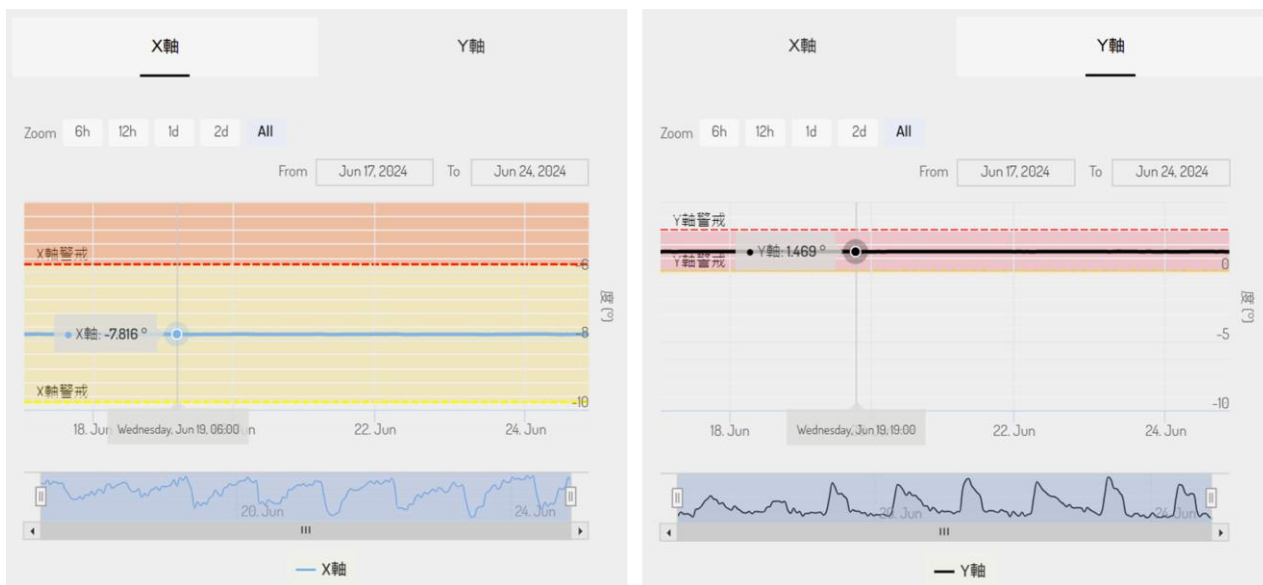 X軸
Y軸
Zoom 6h 12h 1d 2d All
From Jun 17, 2024 To Jun 24, 2024
X軸警戒
-6
度(°)
X軸: -7.816 °
-8
X軸警戒
-10
18. Jun
Wednesday, Jun 19, 06:00
22. Jun
24. Jun
20. Jun
24. Jun
X軸
X軸
Y軸
Zoom 6h 12h 1d 2d All
From Jun 17, 2024 To Jun 24, 2024
Y軸警戒
Y軸: 1.469 °
Y軸警戒
0
度(°)
-5
-10
18. Jun
Wednesday, Jun 19, 19:00
22. Jun
24. Jun
20. Jun
24. Jun
Y軸